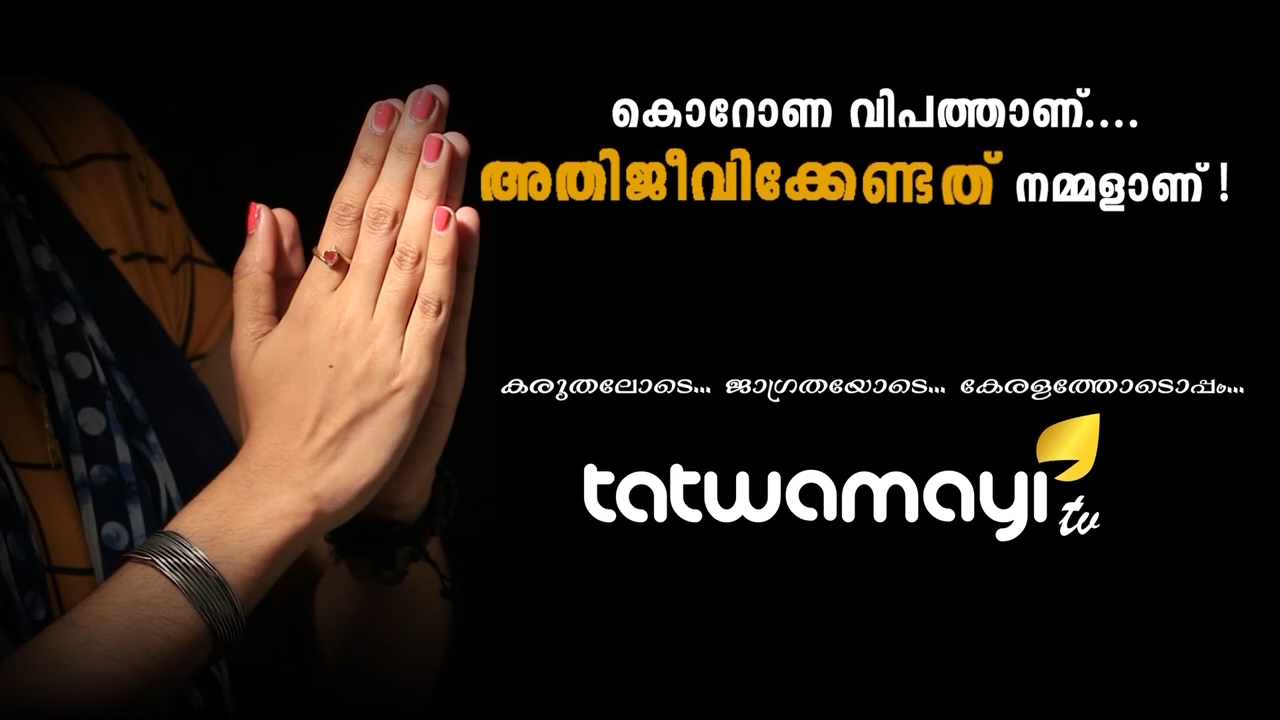 കൊറോണ വിപത്താണ്....
അതിജീവിക്കേണ്ടത് നമ്മളാണ് !
കരുതലോടെ... ജാഗ്രതയോടെ... കേരളത്തോടൊപ്പം...
tatwamayi
tv